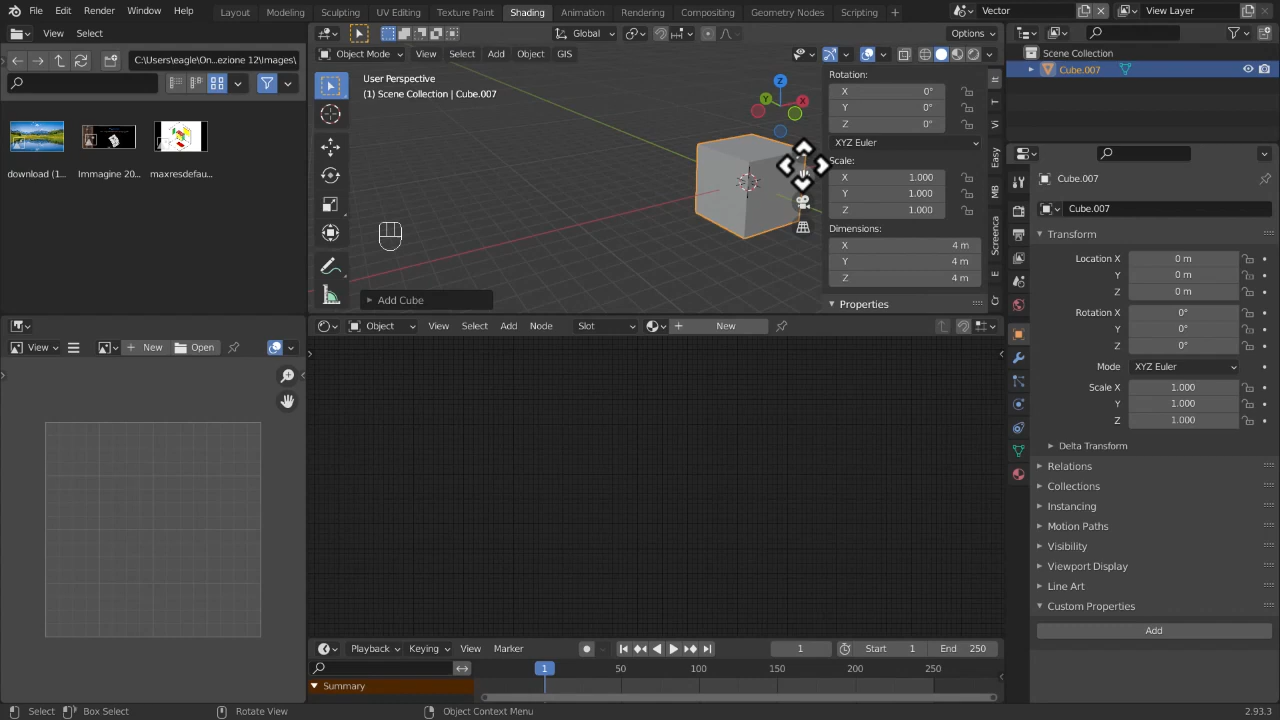 File Edit Render Window Help Layout Modeling Sculpting UV Editing Texture Paint Shading Animation Rendering Compositing Geometry Nodes Scripting Vector View Layer
View Select
C:\Users\eagle\On...ezione 12\Images\
download (1...
Immagine 20...
maxresdefau...
View New Open
Global Options
Object Mode View Select Add Object GIS
User Perspective
(1) Scene Collection | Cube.007
Z
Y
X
Add Cube
Rotation:
X 0°
Y 0°
Z 0°
XYZ Euler
Scale:
X 1.000
Y 1.000
Z 1.000
Dimensions:
X 4 m
Y 4 m
Z 4 m
Properties
It
T
Vi
Easy
MB
Screenca
E
Object View Select Add Node Slot New
Playback Keying View Marker 1 Start 1 End 250
1 50 100 150 200 250
Summary
Scene Collection
Cube.007
Cube.007
Cube.007
Transform
Location X 0 m
Y 0 m
Z 0 m
Rotation X 0°
Y 0°
Z 0°
Mode XYZ Euler
Scale X 1.000
Y 1.000
Z 1.000
Delta Transform
Relations
Collections
Instancing
Motion Paths
Visibility
Viewport Display
Line Art
Custom Properties
Add
Select Box Select Rotate View Object Context Menu 2.93.3